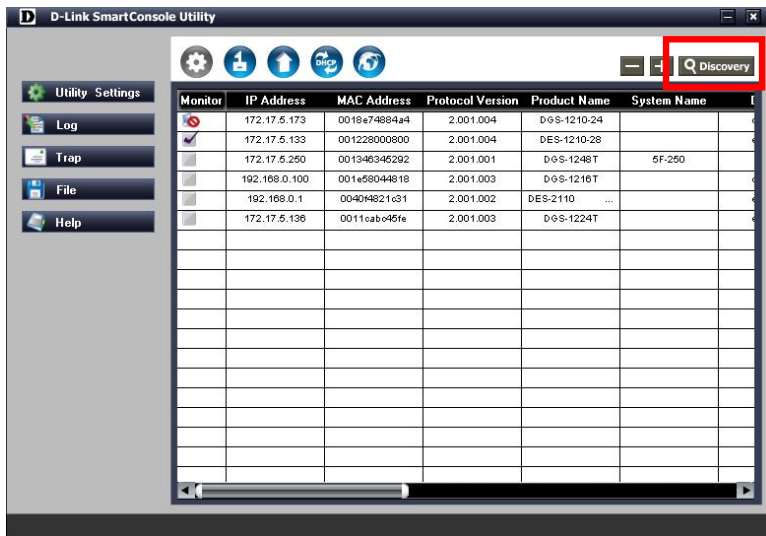 D-Link SmartConsole Utility
DHCP
Discovery
Utility Settings
Log
Trap
File
Help
Monitor IP Address MAC Address Protocol Version Product Name System Name
172.17.5.173 0018e74884a4 2.001.004 DGS-1210-24
172.17.5.133 001228000800 2.001.004 DES-1210-28
172.17.5.250 001346345292 2.001.001 DGS-1248T 5F-250
192.168.0.100 001e58044818 2.001.003 DGS-1216T
192.168.0.1 0040f4821c31 2.001.002 DES-2110 ...
172.17.5.136 0011cabc45fe 2.001.003 DGS-1224T